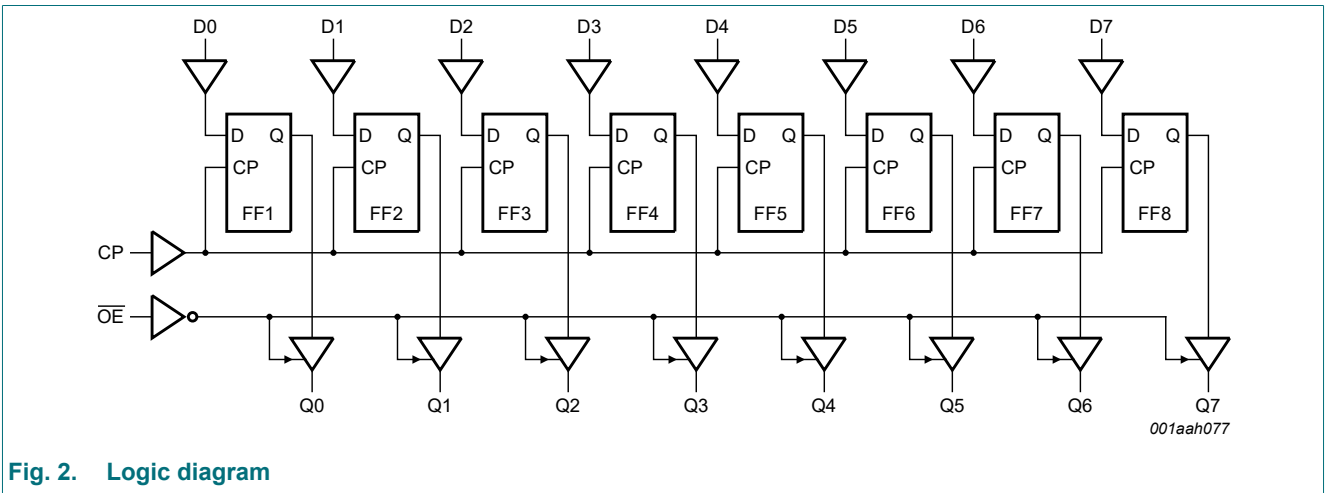 D0 D1 D2 D3 D4 D5 D6 D7
D Q D Q D Q D Q D Q D Q D Q D Q
CP CP CP CP CP CP CP CP
FF1 FF2 FF3 FF4 FF5 FF6 FF7 FF8
CP
O̅E̅
Q0 Q1 Q2 Q3 Q4 Q5 Q6 Q7
001aah077
Fig. 2. Logic diagram